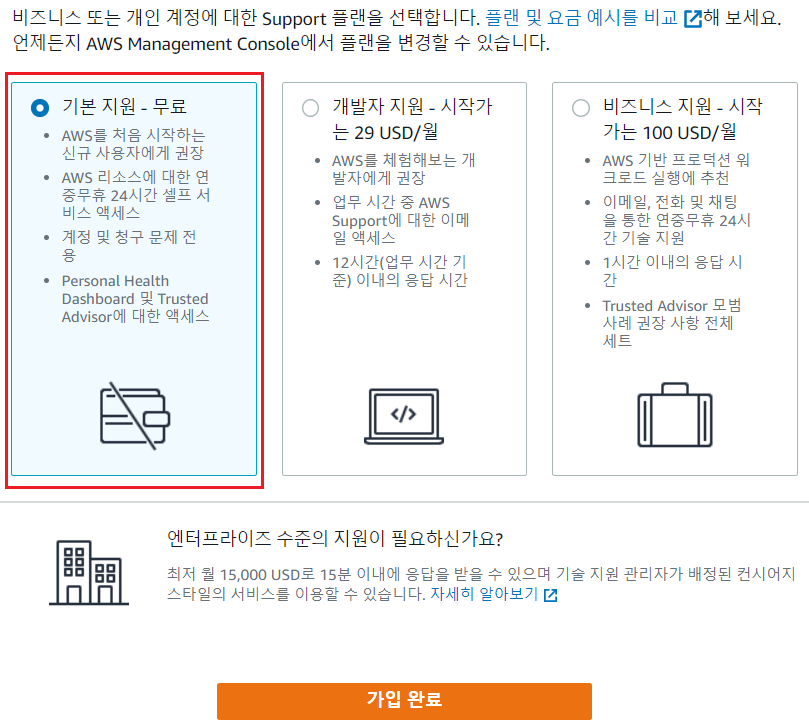 비즈니스 또는 개인 계정에 대한 Support 플랜을 선택합니다. 플랜 및 요금 예시를 비교 해 보세요.
언제든지 AWS Management Console에서 플랜을 변경할 수 있습니다.
기본 지원 - 무료
• AWS를 처음 시작하는
신규 사용자에게 권장
• AWS 리소스에 대한 연
중무휴 24시간 셀프 서
비스 액세스
• 계정 및 청구 문제 전
용
• Personal Health
Dashboard 및 Trusted
Advisor에 대한 액세스
개발자 지원 - 시작가
는 29 USD/월
• AWS를 체험해보는 개
발자에게 권장
• 업무 시간 중 AWS
Support에 대한 이메
일 액세스
• 12시간(업무 시간 기
준) 이내의 응답 시간
</>
비즈니스 지원 - 시작
가는 100 USD/월
• AWS 기반 프로덕션 워
크로드 실행에 추천
• 이메일, 전화 및 채팅
을 통한 연중무휴 24시
간 기술 지원
• 1시간 이내의 응답 시
간
• Trusted Advisor 모범
사례 권장 사항 전체
세트
엔터프라이즈 수준의 지원이 필요하신가요?
최저 월 15,000 USD로 15분 이내에 응답을 받을 수 있으며 기술 지원 관리자가 배정된 컨시어지
스타일의 서비스를 이용할 수 있습니다. 자세히 알아보기
가입 완료